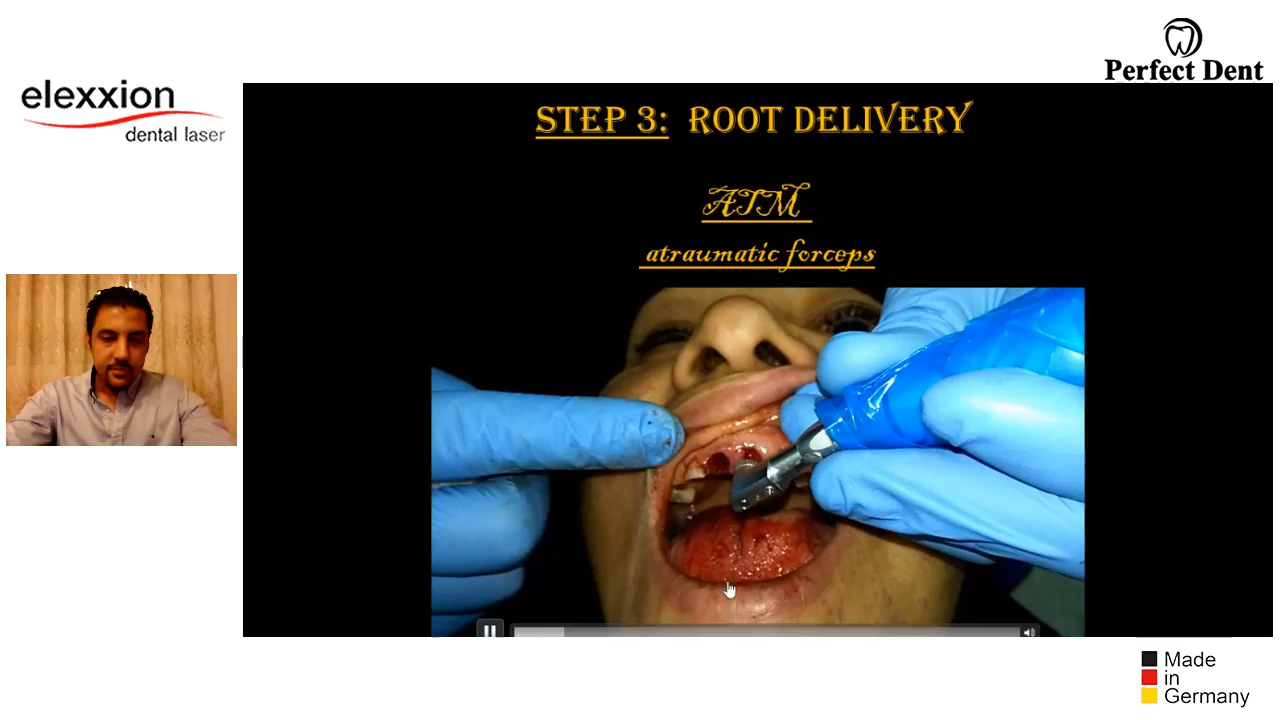 Perfect Dent
elexxion
dental laser
STEP 3: ROOT DELIVERY
ATM
atraumatic forceps
Made
in
Germany